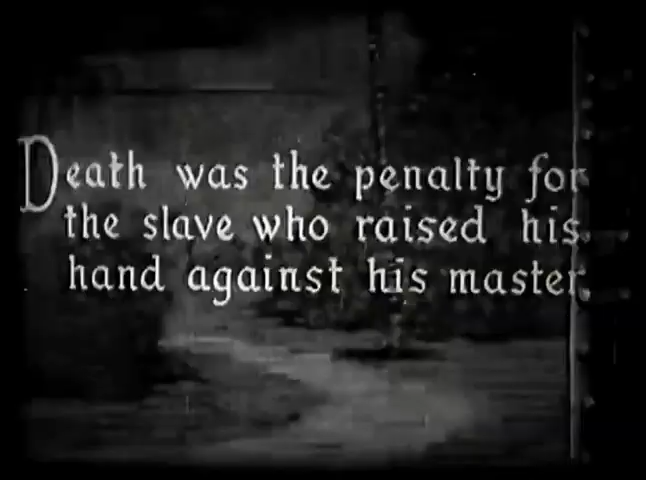 Death was the penalty for
the slave who raised his
hand against his master.